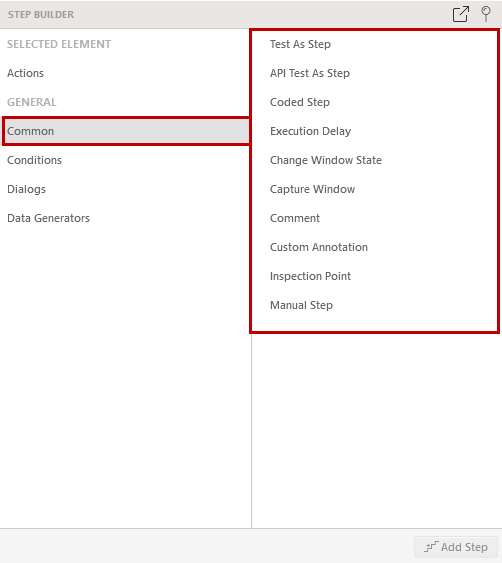 STEP BUILDER
SELECTED ELEMENT
Actions
GENERAL
Common
Conditions
Dialogs
Data Generators
Test As Step
API Test As Step
Coded Step
Execution Delay
Change Window State
Capture Window
Comment
Custom Annotation
Inspection Point
Manual Step
Add Step